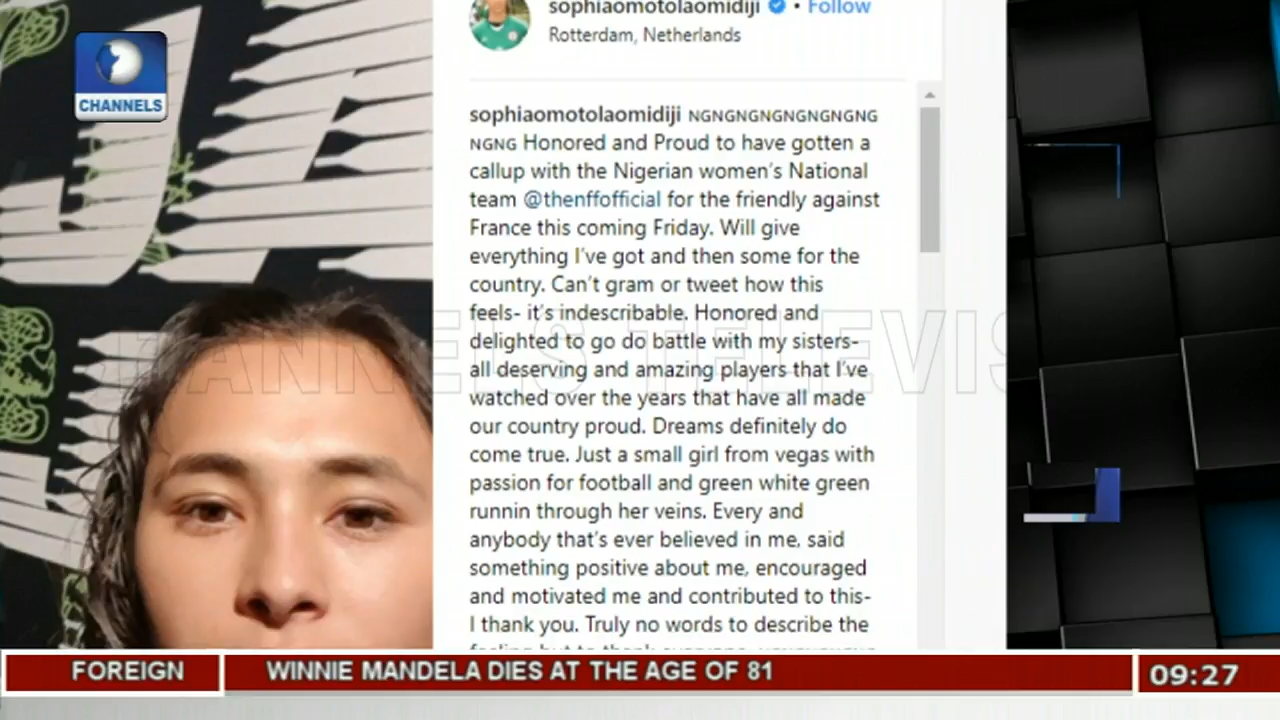 sophiaomotolaomidiji • Follow
Rotterdam, Netherlands
CHANNELS
sophiaomotolaomidiji NGNGNGNGNGNGNGNG
NGNG Honored and Proud to have gotten a
callup with the Nigerian women's National
team @thenffofficial for the friendly against
France this coming Friday. Will give
everything I've got and then some for the
country. Can't gram or tweet how this
feels- it's indescribable. Honored and
delighted to go do battle with my sisters-
all deserving and amazing players that I've
watched over the years that have all made
our country proud. Dreams definitely do
come true. Just a small girl from vegas with
passion for football and green white green
runnin through her veins. Every and
anybody that's ever believed in me, said
something positive about me, encouraged
and motivated me and contributed to this-
I thank you. Truly no words to describe the
ANNELS TELEVIS
FOREIGN
WINNIE MANDELA DIES AT THE AGE OF 81
09:27